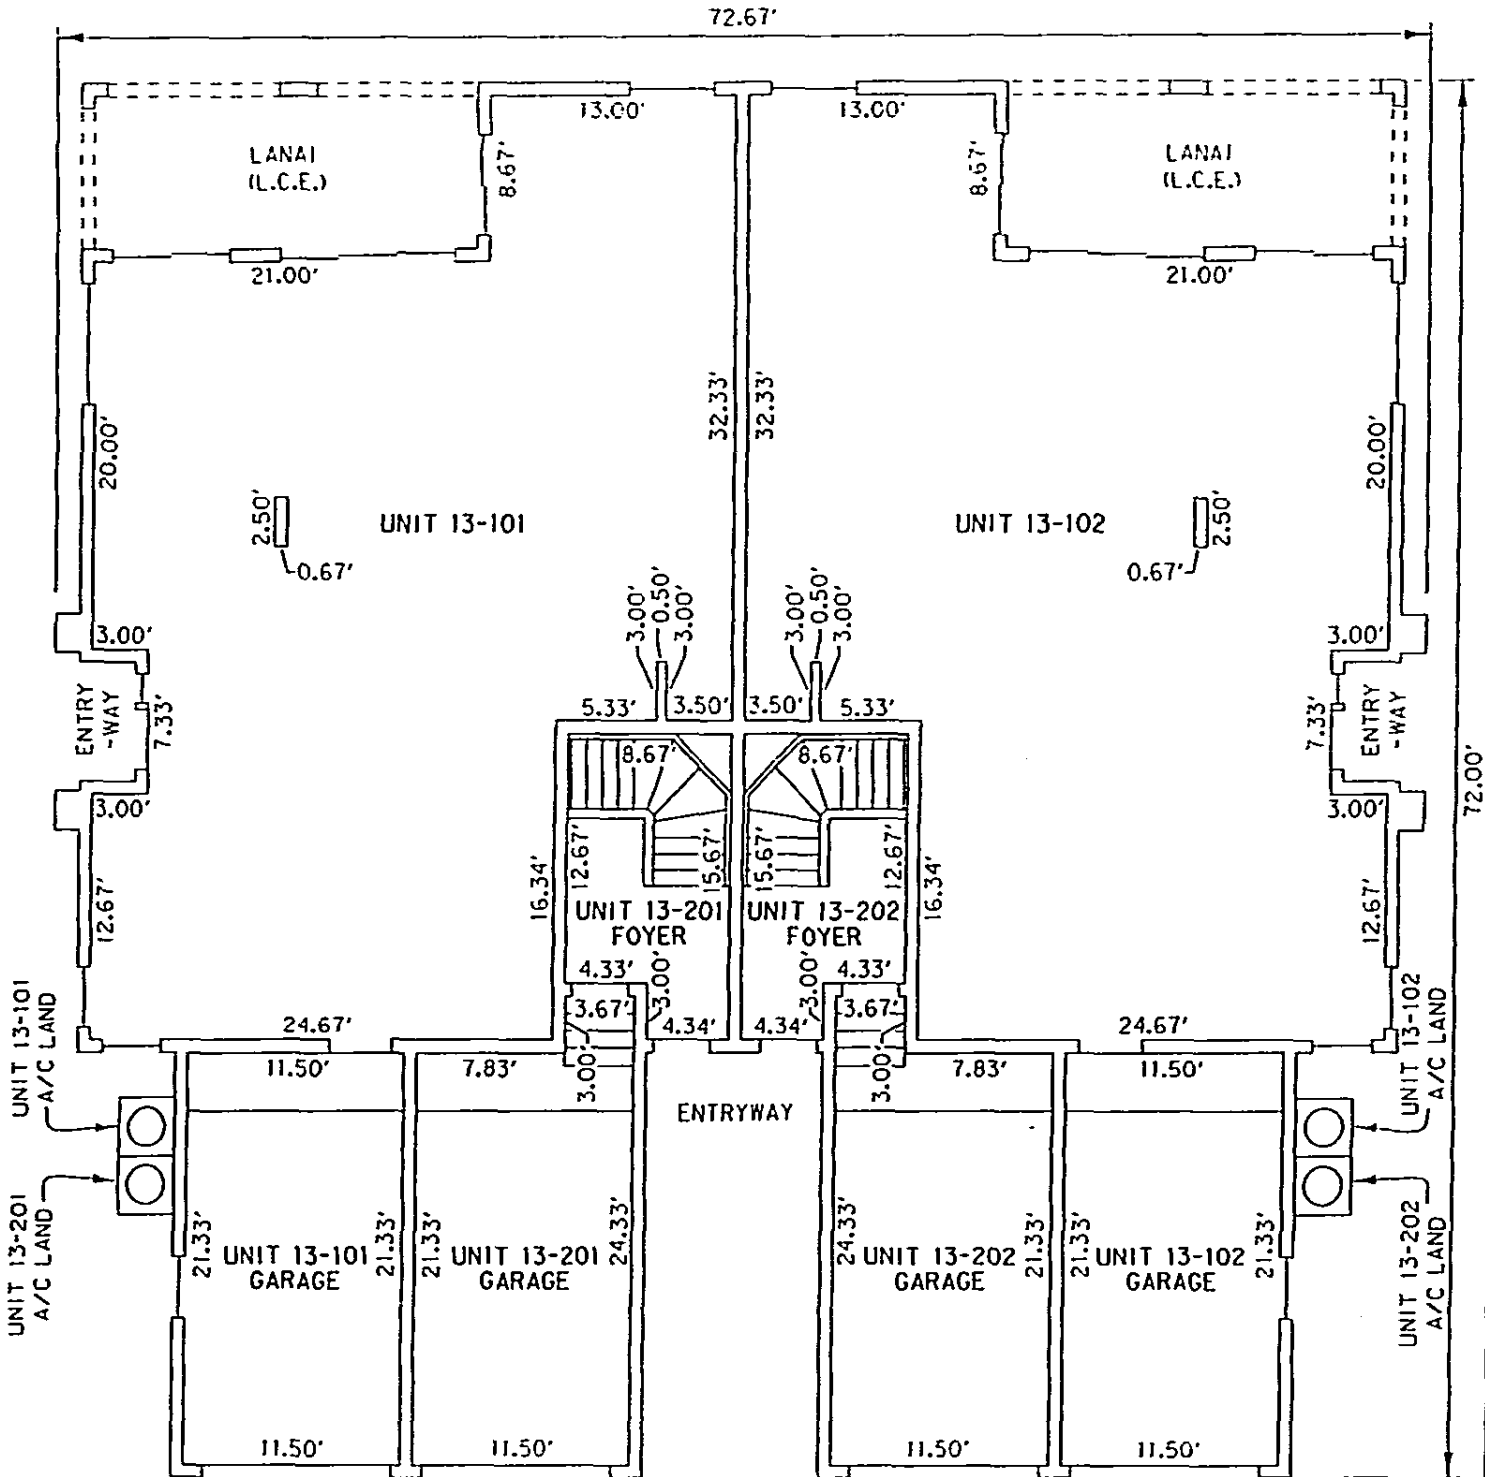 72.67'
13.00'
13.00'
LANAI
(L.C.E.)
8.67'
8.67'
LANAI
(L.C.E.)
21.00'
21.00'
32.33'
32.33'
20.00'
20.00'
2.50'
UNIT 13-101
UNIT 13-102
2.50'
0.67'
0.67'
3.00'
0.50'
3.00'
3.00'
0.50'
3.00'
3.00'
3.00'
ENTRY
-WAY
7.33'
5.33'
3.50'
3.50'
5.33'
7.33'
ENTRY
-WAY
8.67'
8.67'
72.00'
3.00'
3.00'
12.67'
16.34'
12.67'
15.67'
15.67'
12.67'
16.34'
12.67'
UNIT 13-201
FOYER
UNIT 13-202
FOYER
4.33'
3.00'
3.00'
4.33'
3.67'
3.67'
UNIT 13-101
A/C LAND
24.67'
4.34'
4.34'
24.67'
UNIT 13-102
A/C LAND
11.50'
7.83'
3.00'
3.00'
7.83'
11.50'
ENTRYWAY
UNIT 13-201
A/C LAND
21.33'
UNIT 13-101
GARAGE
21.33'
21.33'
UNIT 13-201
GARAGE
24.33'
24.33'
UNIT 13-202
GARAGE
21.33'
21.33'
UNIT 13-102
GARAGE
21.33'
UNIT 13-202
A/C LAND
11.50'
11.50'
11.50'
11.50'